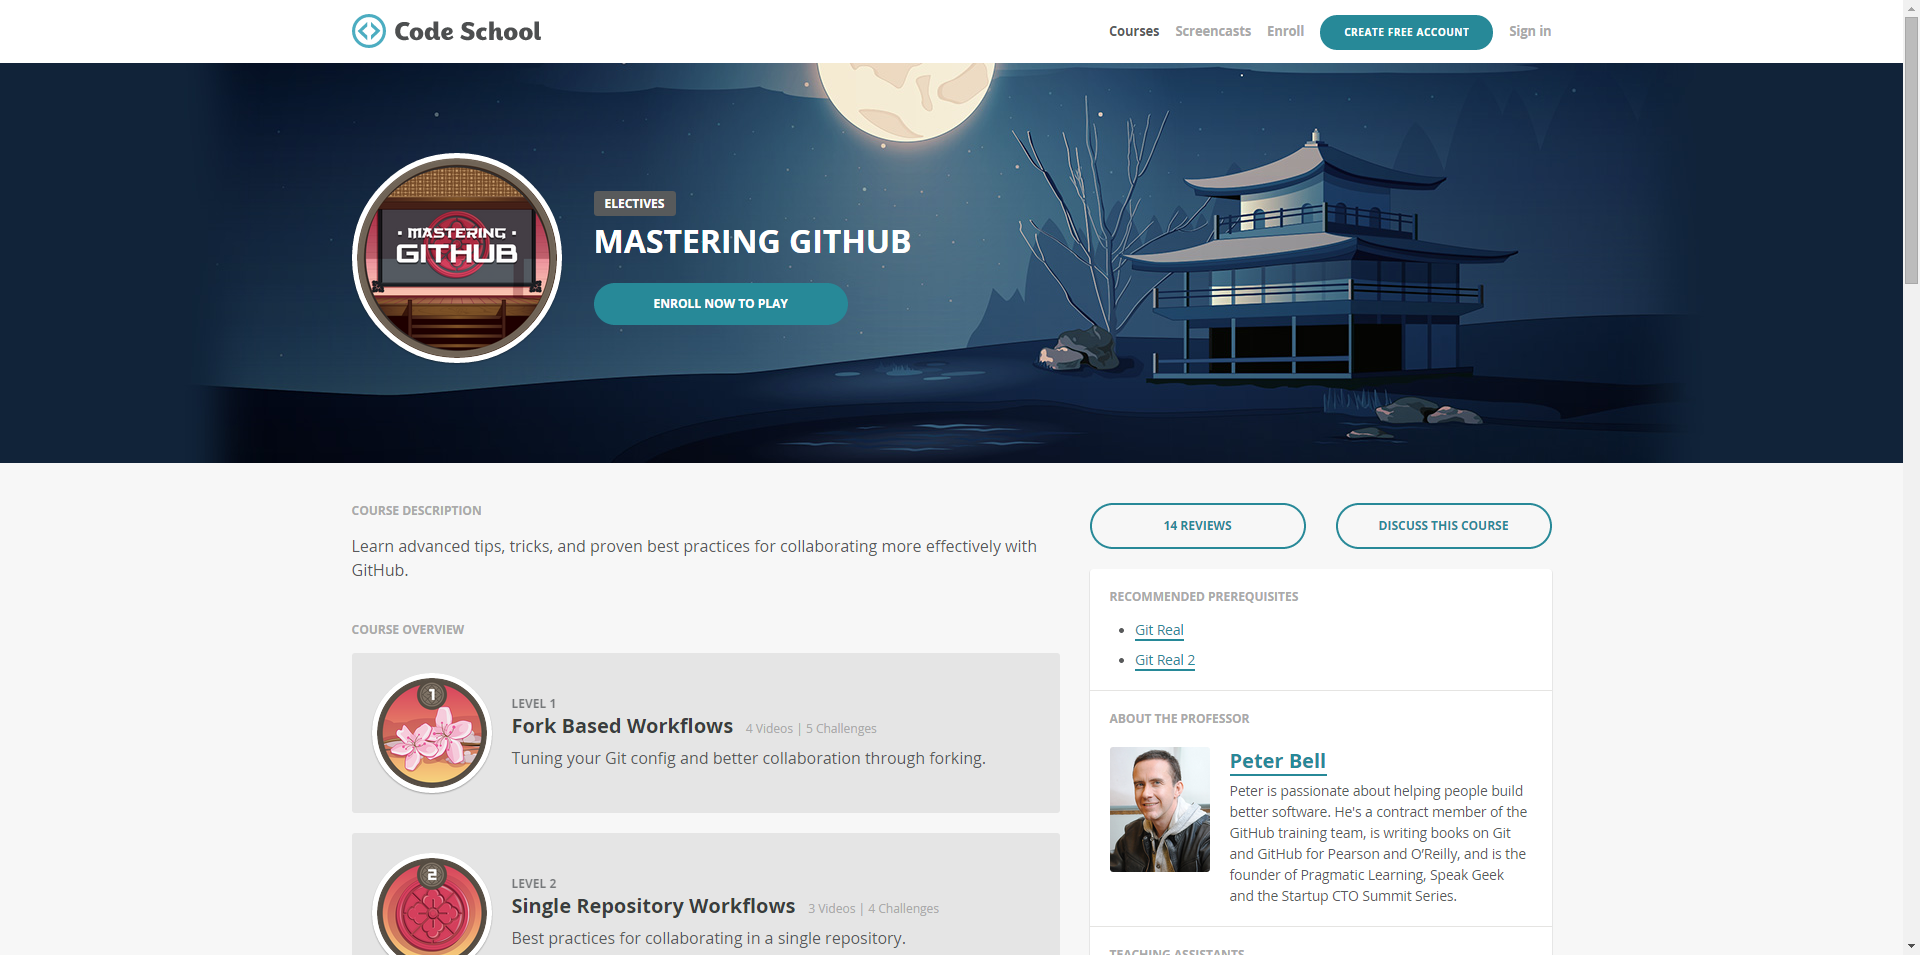 Code School
Courses Screencasts Enroll CREATE FREE ACCOUNT Sign in
• MASTERING •
GITHUB
ELECTIVES
MASTERING GITHUB
ENROLL NOW TO PLAY
COURSE DESCRIPTION
Learn advanced tips, tricks, and proven best practices for collaborating more effectively with
GitHub.
COURSE OVERVIEW
1
LEVEL 1
Fork Based Workflows 4 Videos | 5 Challenges
Tuning your Git config and better collaboration through forking.
2
LEVEL 2
Single Repository Workflows 3 Videos | 4 Challenges
Best practices for collaborating in a single repository.
14 REVIEWS
DISCUSS THIS COURSE
RECOMMENDED PREREQUISITES
• Git Real
• Git Real 2
ABOUT THE PROFESSOR
Peter Bell
Peter is passionate about helping people build
better software. He's a contract member of the
GitHub training team, is writing books on Git
and GitHub for Pearson and O’Reilly, and is the
founder of Pragmatic Learning, Speak Geek
and the Startup CTO Summit Series.
TEACHING ASSISTANTS